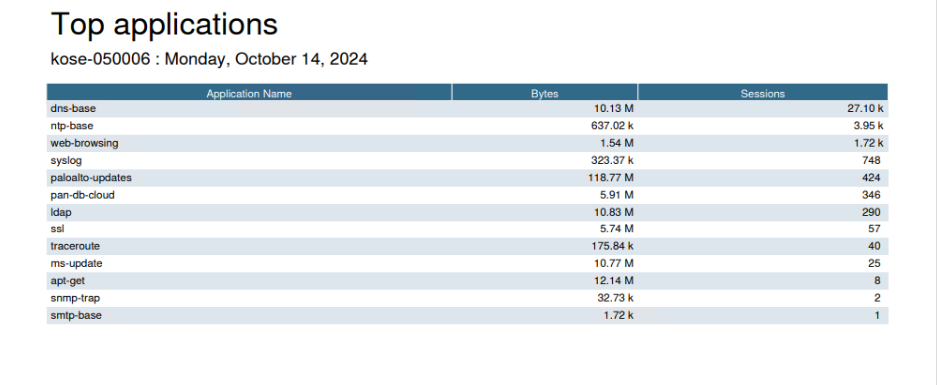 Top applications
kose-050006 : Monday, October 14, 2024
Application Name Bytes Sessions
dns-base 10.13 M 27.10 k
ntp-base 637.02 k 3.95 k
web-browsing 1.54 M 1.72 k
syslog 323.37 k 748
paloalto-updates 118.77 M 424
pan-db-cloud 5.91 M 346
ldap 10.83 M 290
ssl 5.74 M 57
traceroute 175.84 k 40
ms-update 10.77 M 25
apt-get 12.14 M 8
snmp-trap 32.73 k 2
smtp-base 1.72 k 1